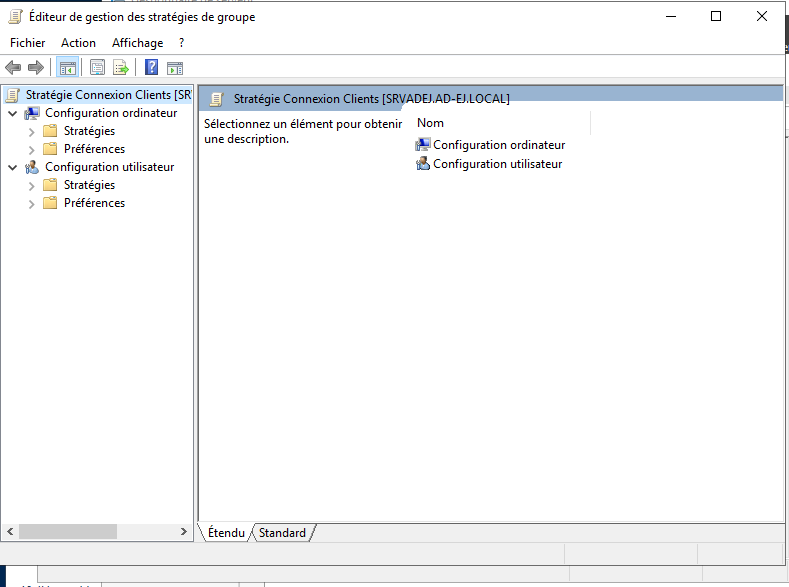 Éditeur de gestion des stratégies de groupe
Fichier Action Affichage ?
Stratégie Connexion Clients [SR
Configuration ordinateur
Stratégies
Préférences
Configuration utilisateur
Stratégies
Préférences
Stratégie Connexion Clients [SRVADEJ.AD-EJ.LOCAL]
Sélectionnez un élément pour obtenir
une description.
Nom
Configuration ordinateur
Configuration utilisateur
Étendu Standard